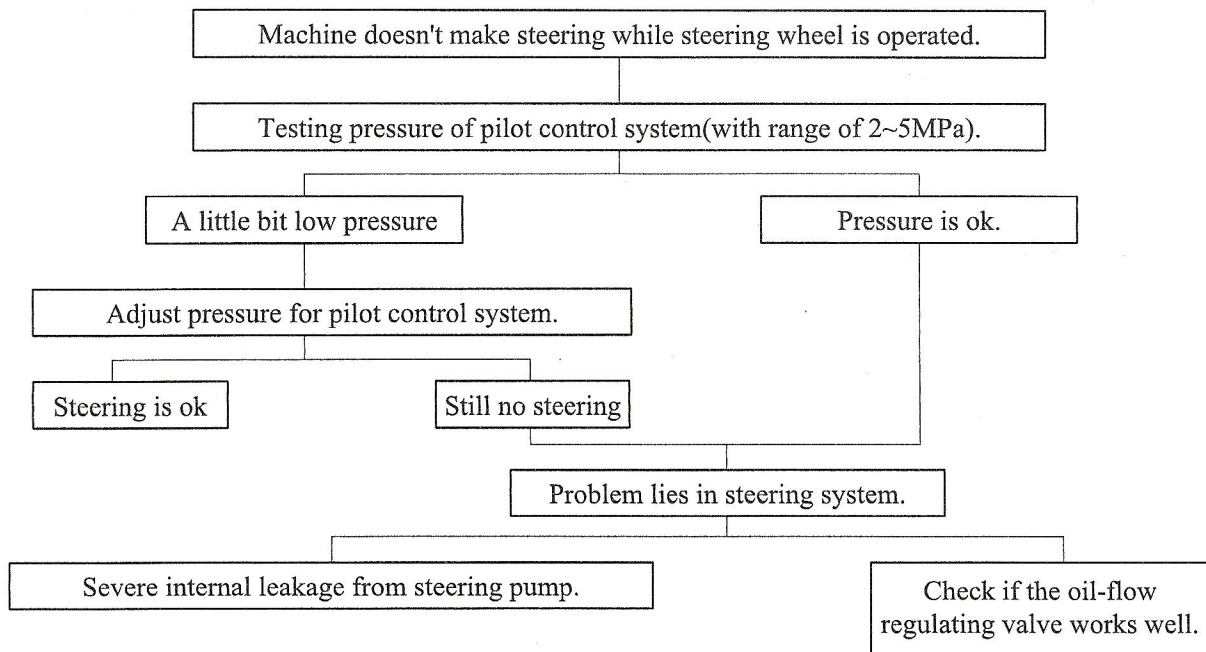 Machine doesn't make steering while steering wheel is operated.
Testing pressure of pilot control system(with range of 2~5MPa).
A little bit low pressure
Pressure is ok.
Adjust pressure for pilot control system.
Steering is ok
Still no steering
Problem lies in steering system.
Severe internal leakage from steering pump.
Check if the oil-flow
regulating valve works well.